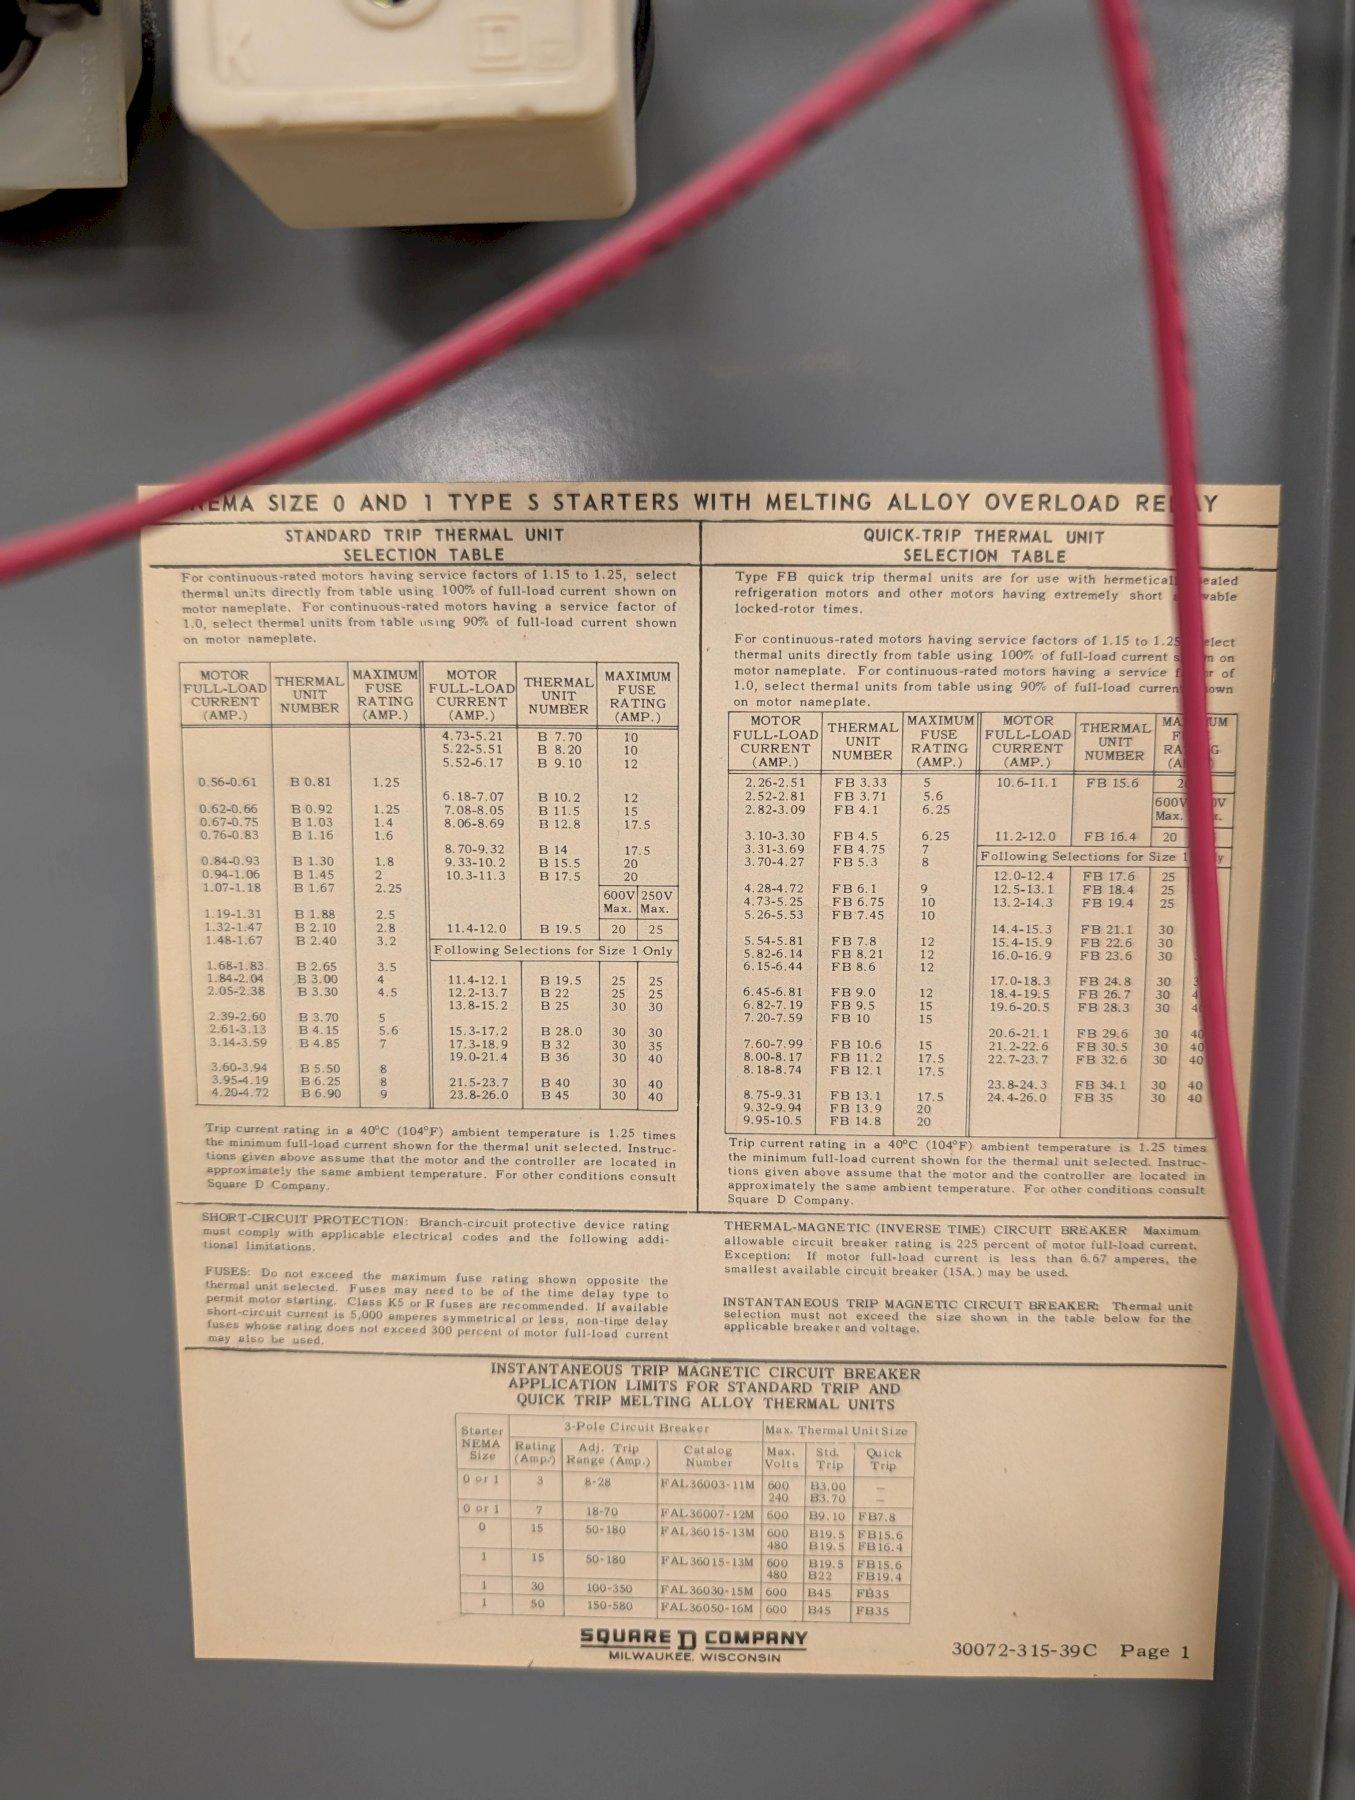 K
D
EMA SIZE 0 AND 1 TYPE S STARTERS WITH MELTING ALLOY OVERLOAD RE Y
STANDARD TRIP THERMAL UNIT
SELECTION TABLE
For continuous-rated motors having service factors of 1.15 to 1.25, select
thermal units directly from table using 100% of full-load current shown on
motor nameplate. For continuous-rated motors having a service factor of
1.0, select thermal units from table using 90% of full-load current shown
on motor nameplate.
MOTOR FULL-LOAD CURRENT (AMP.) THERMAL UNIT NUMBER MAXIMUM FUSE RATING (AMP.) MOTOR FULL-LOAD CURRENT (AMP.) THERMAL UNIT NUMBER MAXIMUM FUSE RATING (AMP.)
4.73-5.21 B 7.70 10
5.22-5.51 B 8.20 10
5.52-6.17 B 9.10 12
0.56-0.61 B 0.81 1.25
6.18-7.07 B 10.2 12
0.62-0.66 B 0.92 1.25 7.08-8.05 B 11.5 15
0.67-0.75 B 1.03 1.4 8.06-8.69 B 12.8 17.5
0.76-0.83 B 1.16 1.6
8.70-9.32 B 14 17.5
0.84-0.93 B 1.30 1.8 9.33-10.2 B 15.5 20
0.94-1.06 B 1.45 2 10.3-11.3 B 17.5 20
1.07-1.18 B 1.67 2.25
600V Max. 250V Max.
1.19-1.31 B 1.88 2.5
1.32-1.47 B 2.10 2.8 11.4-12.0 B 19.5 20 25
1.48-1.67 B 2.40 3.2
Following Selections for Size 1 Only
1.68-1.83 B 2.65 3.5
1.84-2.04 B 3.00 4 11.4-12.1 B 19.5 25 25
2.05-2.38 B 3.30 4.5 12.2-13.7 B 22 25 25
13.8-15.2 B 25 30 30
2.39-2.60 B 3.70 5
2.61-3.13 B 4.15 5.6 15.3-17.2 B 28.0 30 30
3.14-3.59 B 4.85 7 17.3-18.9 B 32 30 35
19.0-21.4 B 36 30 40
3.60-3.94 B 5.50 8
3.95-4.19 B 6.25 8 21.5-23.7 B 40 30 40
4.20-4.72 B 6.90 9 23.8-26.0 B 45 30 40
Trip current rating in a 40°C (104°F) ambient temperature is 1.25 times
the minimum full-load current shown for the thermal unit selected. Instruc-
tions given above assume that the motor and the controller are located in
approximately the same ambient temperature. For other conditions consult
Square D Company.
QUICK-TRIP THERMAL UNIT
SELECTION TABLE
Type FB quick trip thermal units are for use with hermetical ealed
refrigeration motors and other motors having extremely short wable
locked-rotor times.
For continuous-rated motors having service factors of 1.15 to 1.25 elect
thermal units directly from table using 100% of full-load current s n on
motor nameplate. For continuous-rated motors having a service f r of
1.0, select thermal units from table using 90% of full-load curren own
on motor nameplate.
MOTOR FULL-LOAD CURRENT (AMP.) THERMAL UNIT NUMBER MAXIMUM FUSE RATING (AMP.) MOTOR FULL-LOAD CURRENT (AMP.) THERMAL UNIT NUMBER MA UM F RA G (A
2.26-2.51 FB 3.33 5 10.6-11.1 FB 15.6 2
2.52-2.81 FB 3.71 5.6
2.82-3.09 FB 4.1 6.25
600V Max. V
3.10-3.30 FB 4.5 6.25 11.2-12.0 FB 16.4 20
3.31-3.69 FB 4.75 7
3.70-4.27 FB 5.3 8
Following Selections for Size 1 y
12.0-12.4 FB 17.6 25
4.28-4.72 FB 6.1 9 12.5-13.1 FB 18.4 25
4.73-5.25 FB 6.75 10 13.2-14.3 FB 19.4 25
5.26-5.53 FB 7.45 10
14.4-15.3 FB 21.1 30
5.54-5.81 FB 7.8 12 15.4-15.9 FB 22.6 30
5.82-6.14 FB 8.21 12 16.0-16.9 FB 23.6 30
6.15-6.44 FB 8.6 12
17.0-18.3 FB 24.8 30 3
6.45-6.81 FB 9.0 12 18.4-19.5 FB 26.7 30 4
6.82-7.19 FB 9.5 15 19.6-20.5 FB 28.3 30 4
7.20-7.59 FB 10 15
20.6-21.1 FB 29.6 30 40
7.60-7.99 FB 10.6 15 21.2-22.6 FB 30.5 30 40
8.00-8.17 FB 11.2 17.5 22.7-23.7 FB 32.6 30 40
8.18-8.74 FB 12.1 17.5
23.8-24.3 FB 34.1 30 40
8.75-9.31 FB 13.1 17.5 24.4-26.0 FB 35 30 40
9.32-9.94 FB 13.9 20
9.95-10.5 FB 14.8 20
Trip current rating in a 40°C (104°F) ambient temperature is 1.25 times
the minimum full-load current shown for the thermal unit selected. Instruc-
tions given above assume that the motor and the controller are located in
approximately the same ambient temperature. For other conditions consult
Square D Company.
SHORT-CIRCUIT PROTECTION: Branch-circuit protective device rating
must comply with applicable electrical codes and the following addi-
tional limitations.
FUSES: Do not exceed the maximum fuse rating shown opposite the
thermal unit selected. Fuses may need to be of the time delay type to
permit motor starting. Class K5 or R fuses are recommended. If available
short-circuit current is 5,000 amperes symmetrical or less, non-time delay
fuses whose rating does not exceed 300 percent of motor full-load current
may also be used.
THERMAL-MAGNETIC (INVERSE TIME) CIRCUIT BREAKER Maximum
allowable circuit breaker rating is 225 percent of motor full-load current.
Exception: If motor full-load current is less than 6.67 amperes, the
smallest available circuit breaker (15A.) may be used.
INSTANTANEOUS TRIP MAGNETIC CIRCUIT BREAKER: Thermal unit
selection must not exceed the size shown in the table below for the
applicable breaker and voltage.
INSTANTANEOUS TRIP MAGNETIC CIRCUIT BREAKER
APPLICATION LIMITS FOR STANDARD TRIP AND
QUICK TRIP MELTING ALLOY THERMAL UNITS
Starter NEMA Size 3-Pole Circuit Breaker Max. Thermal Unit Size
Rating (Amp.) Adj. Trip Range (Amp.) Catalog Number Max. Volts Std. Trip Quick Trip
0 or 1 3 8-28 FAL36003-11M 600 B3.00 –
240 B3.70 –
0 or 1 7 18-70 FAL36007-12M 600 B9.10 FB7.8
0 15 50-180 FAL36015-13M 600 B19.5 FB15.6
480 B19.5 FB16.4
1 15 50-180 FAL36015-13M 600 B19.5 FB15.6
480 B22 FB19.4
1 30 100-350 FAL36030-15M 600 B45 FB35
1 50 150-580 FAL36050-16M 600 B45 FB35
SQUARE D COMPANY
MILWAUKEE, WISCONSIN
30072-315-39C Page 1